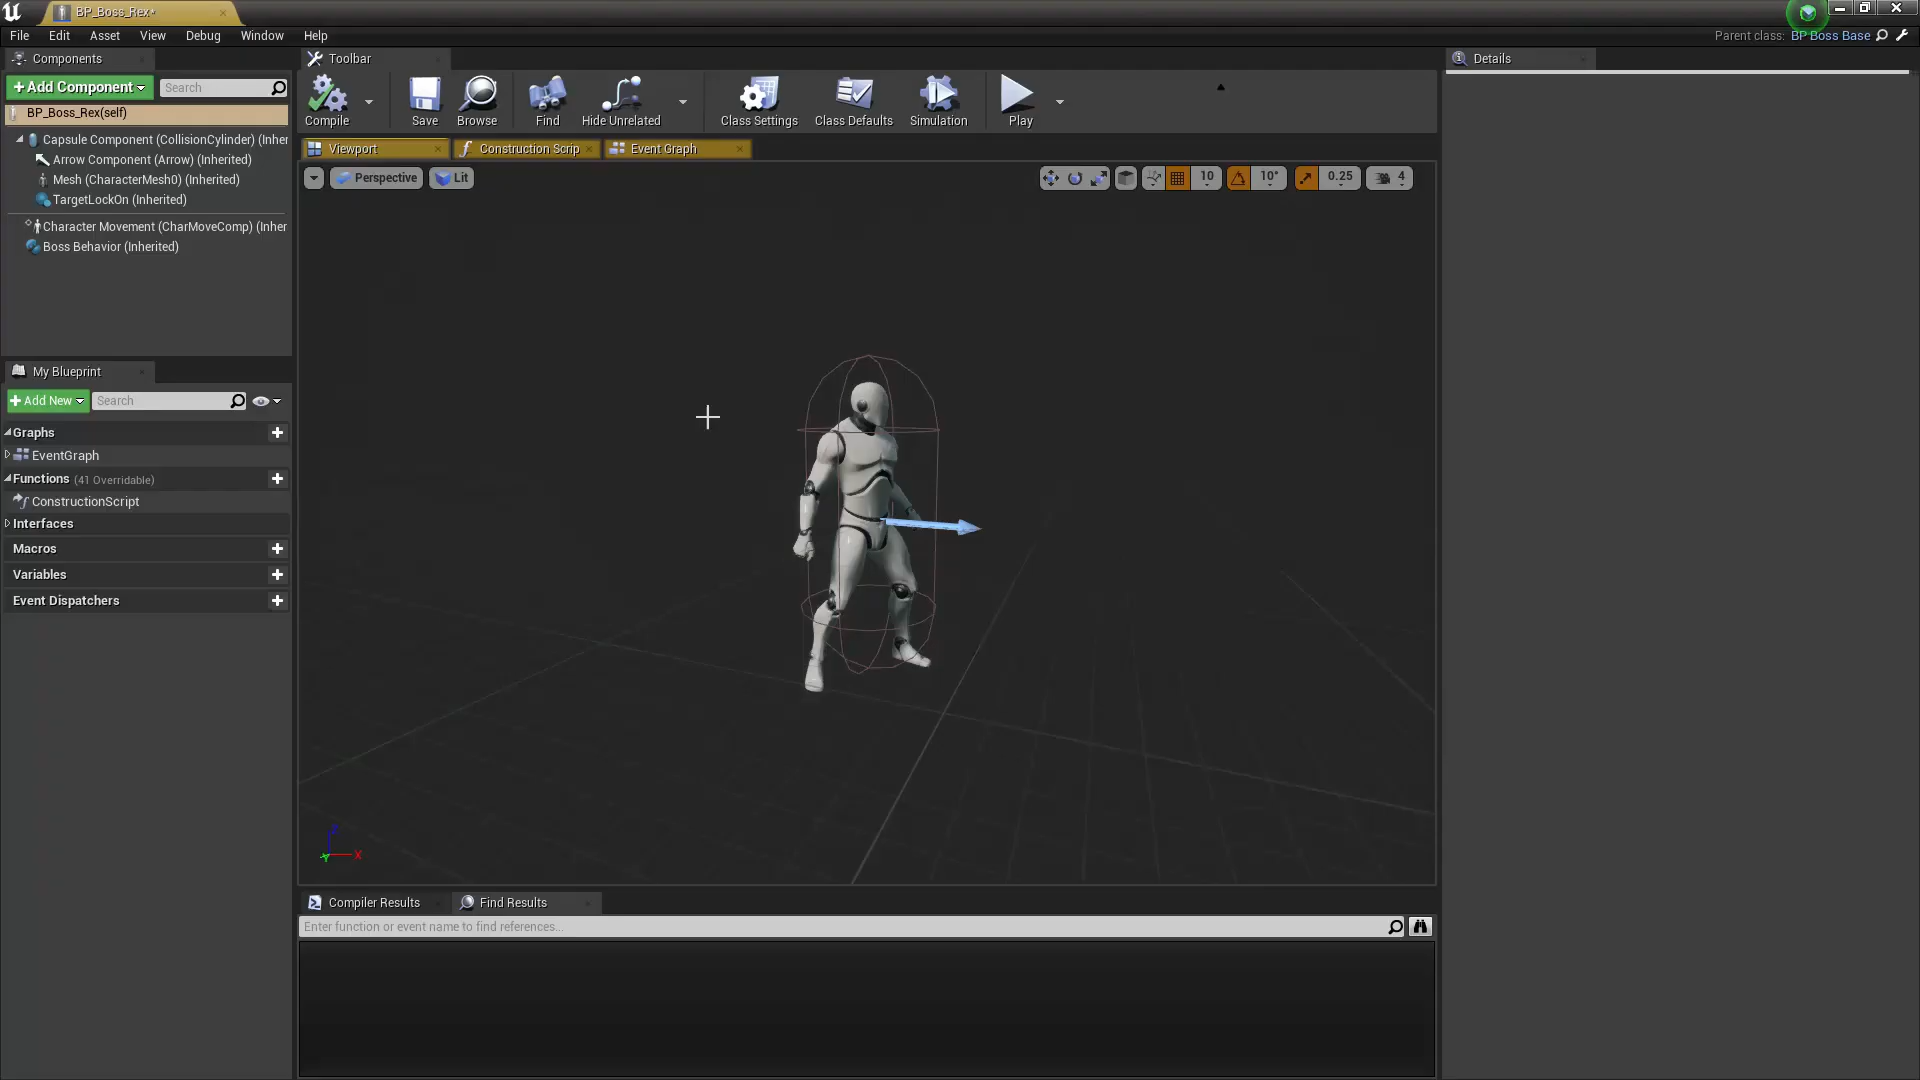 BP_Boss_Rex*
File Edit Asset View Debug Window Help
Parent class: BP Boss Base
Components
Toolbar
Details
Add Component
Search
BP_Boss_Rex(self)
Capsule Component (CollisionCylinder) (Inher
Arrow Component (Arrow) (Inherited)
Mesh (CharacterMesh0) (Inherited)
TargetLockOn (Inherited)
Character Movement (CharMoveComp) (Inher
Boss Behavior (Inherited)
Compile
Save
Browse
Find
Hide Unrelated
Class Settings
Class Defaults
Simulation
Play
Viewport
Construction Scrip
Event Graph
Perspective
Lit
10
10°
0.25
4
My Blueprint
Add New
Search
Graphs
EventGraph
Functions (41 Overridable)
ConstructionScript
Interfaces
Macros
Variables
Event Dispatchers
Z
Y
X
Compiler Results
Find Results
Enter function or event name to find references...